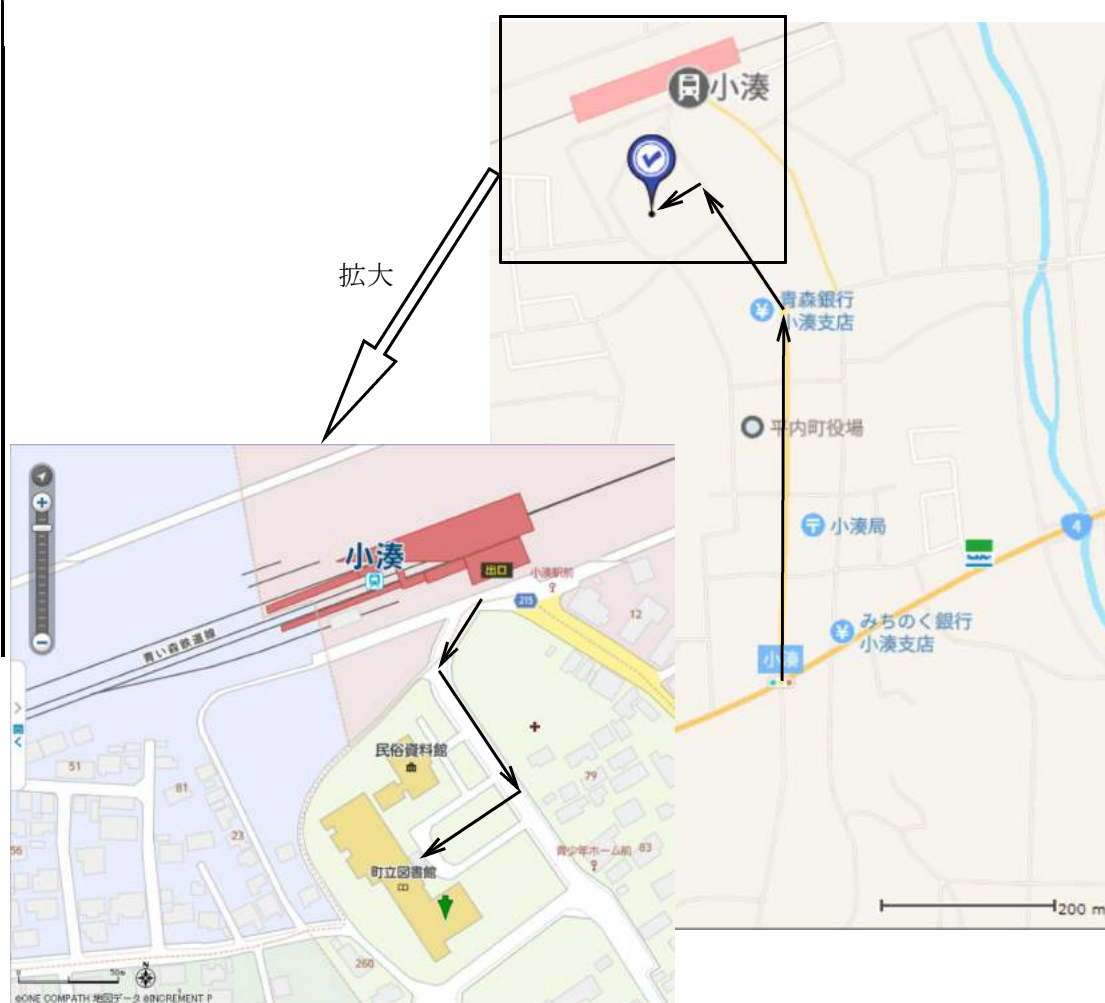 小湊
拡大
青森銀行
小湊支店
平内町役場
小湊局
4
みちのく銀行
小湊支店
小湊
200 m
小湊
出口
小湊駅前
215
12
青い森鉄道線
開く
民俗資料館
51
81
79
23
56
青少年ホーム前
83
町立図書館
260
N
0
50m
©ONE COMPATH 地図データ ©INCREMENT P